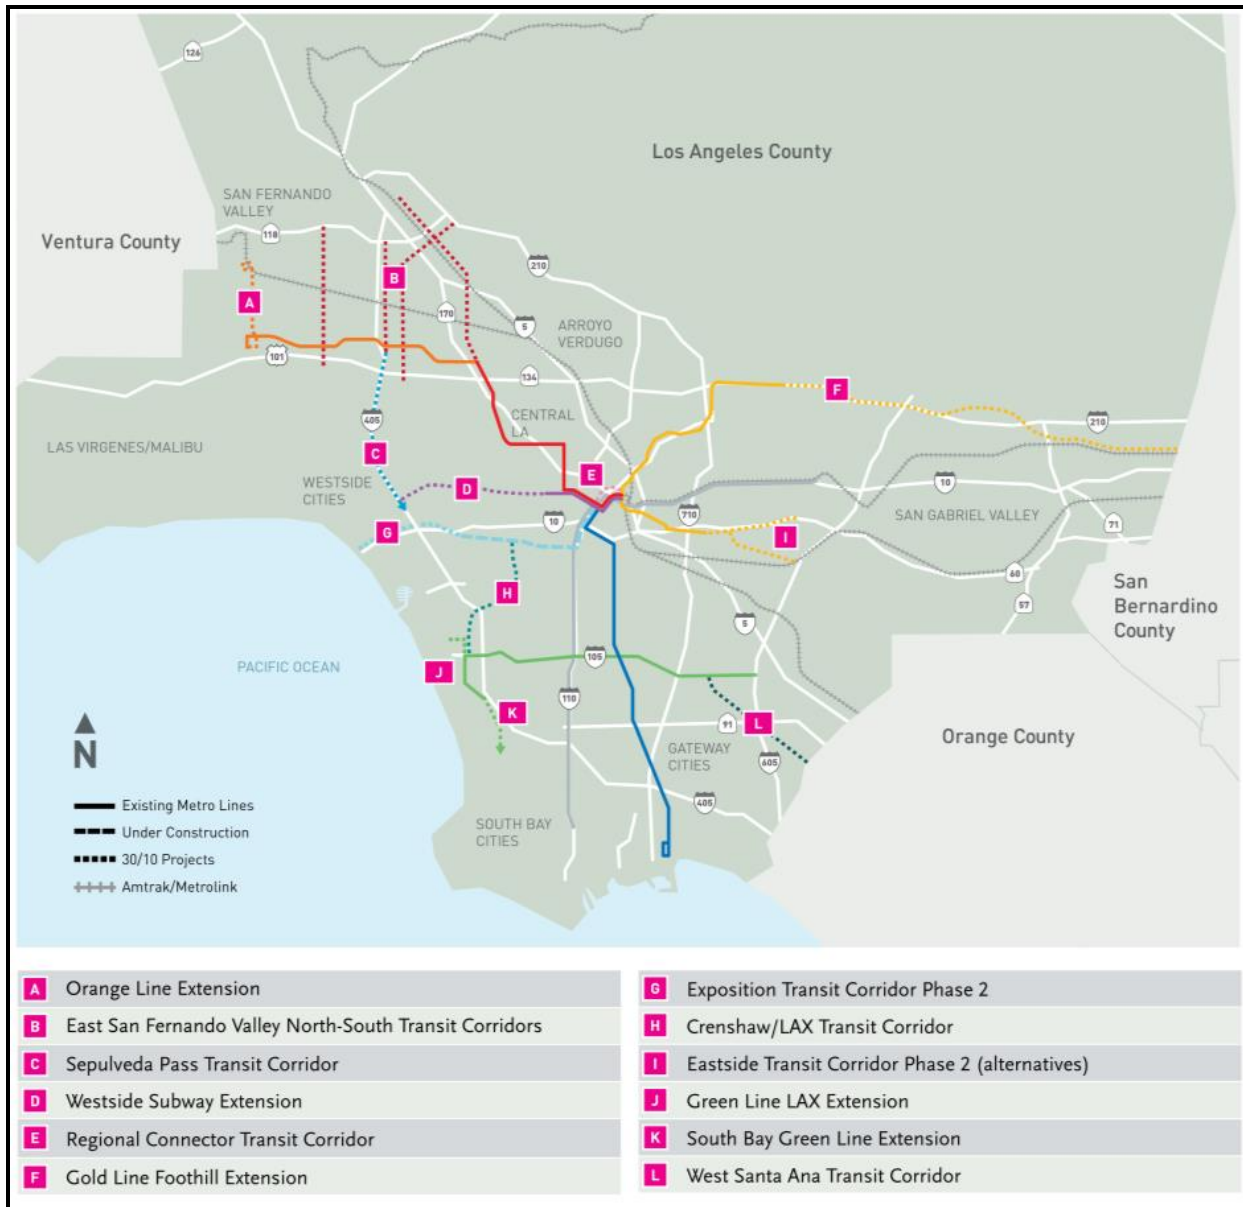 126
Los Angeles County
SAN FERNANDO
VALLEY
118
Ventura County
210
B
A
170
5
ARROYO
VERDUGO
101
134
F
405
CENTRAL
LA
210
LAS VIRGENES/MALIBU
C
E
WESTSIDE
CITIES
D
10
10
710
SAN GABRIEL VALLEY
71
G
I
60
San
Bernardino
County
H
57
5
PACIFIC OCEAN
J
105
110
K
91
L
Orange County
N
GATEWAY
CITIES
605
Existing Metro Lines
405
Under Construction
SOUTH BAY
CITIES
30/10 Projects
Amtrak/Metrolink
A Orange Line Extension
B East San Fernando Valley North-South Transit Corridors
C Sepulveda Pass Transit Corridor
D Westside Subway Extension
E Regional Connector Transit Corridor
F Gold Line Foothill Extension
G Exposition Transit Corridor Phase 2
H Crenshaw/LAX Transit Corridor
I Eastside Transit Corridor Phase 2 (alternatives)
J Green Line LAX Extension
K South Bay Green Line Extension
L West Santa Ana Transit Corridor